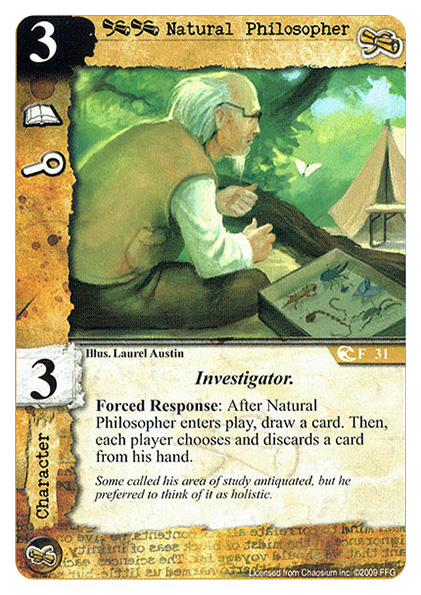 3
Natural Philosopher
Illus. Laurel Austin
F 31
3
Character
Investigator.
Forced Response: After Natural
Philosopher enters play, draw a card. Then,
each player chooses and discards a card
from his hand.
Some called his area of study antiquated, but he
preferred to think of it as holistic.
Licensed from Chaosium Inc. ©2009 FFG